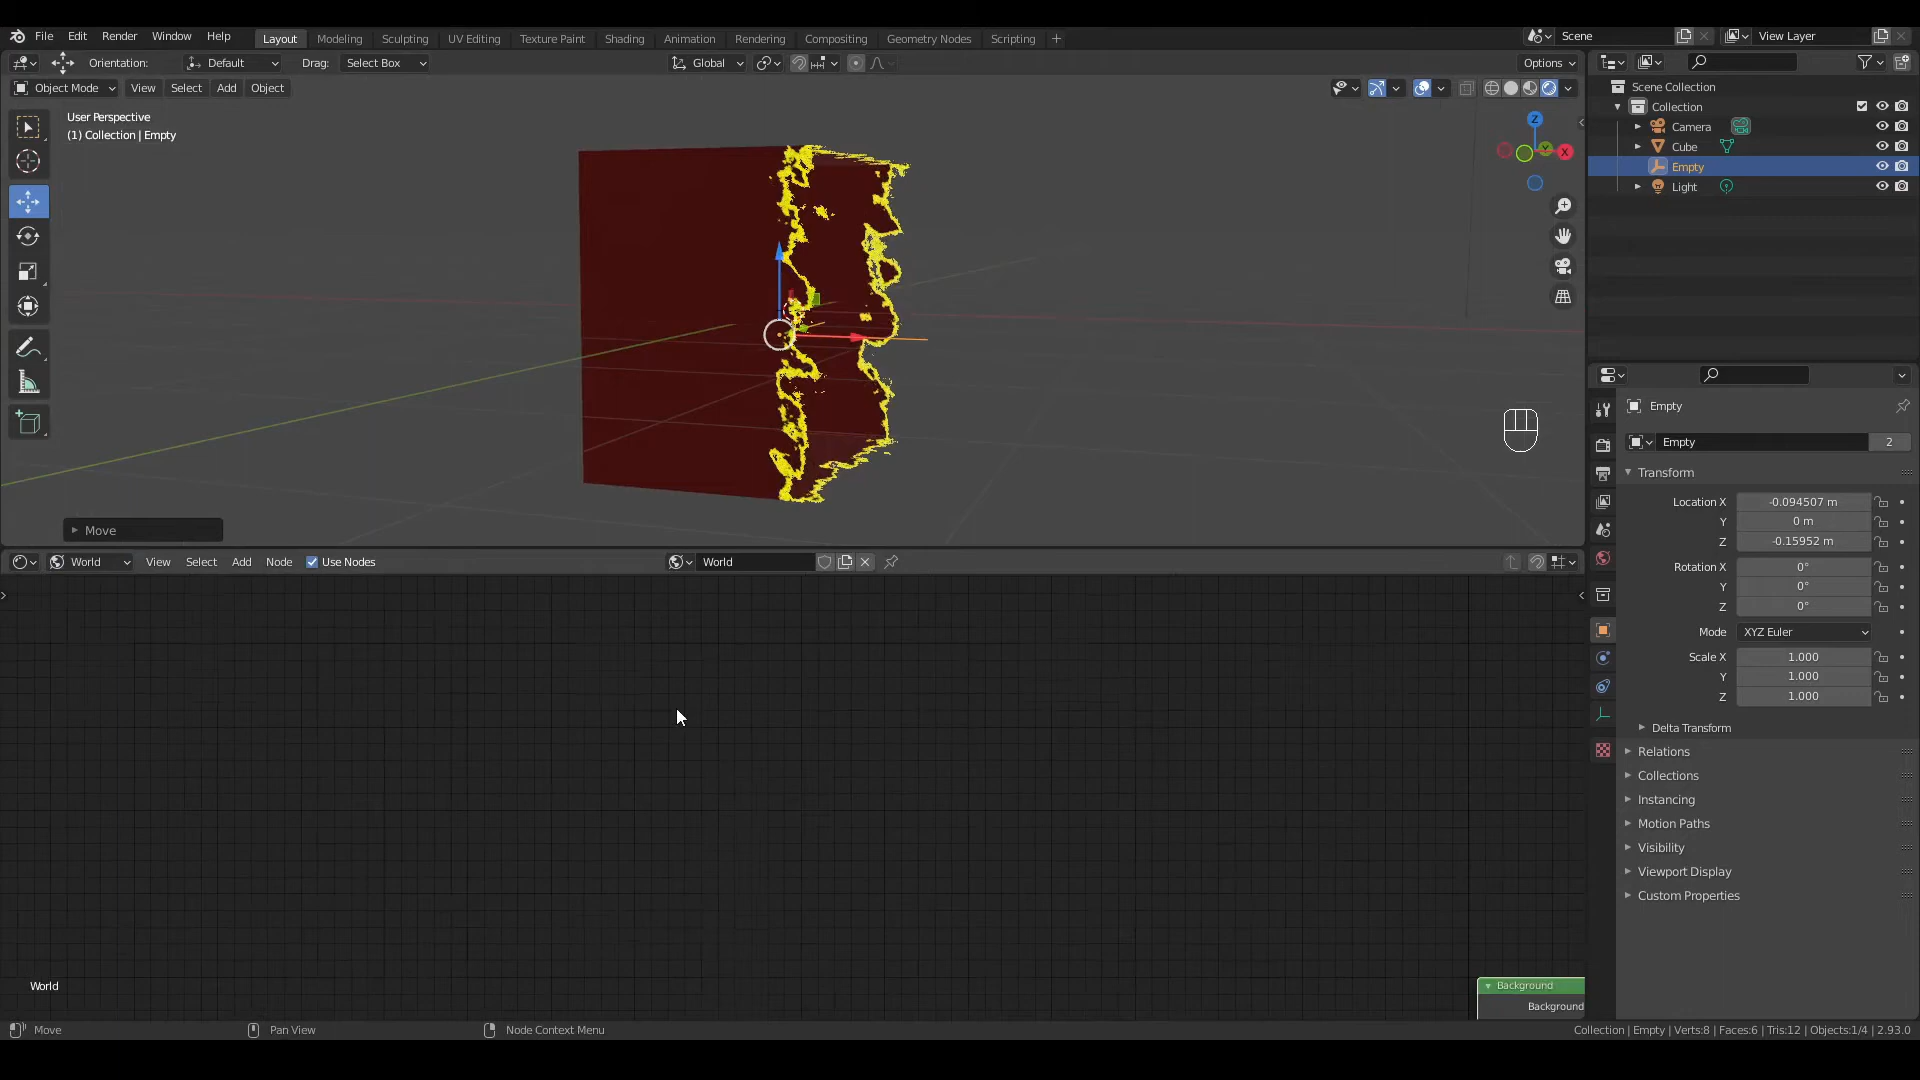 File Edit Render Window Help Layout Modeling Sculpting UV Editing Texture Paint Shading Animation Rendering Compositing Geometry Nodes Scripting + Scene View Layer
Orientation: Default Drag: Select Box Global Options
Object Mode View Select Add Object
User Perspective
(1) Collection | Empty
Z
Y
X
Move
Scene Collection
Collection
Camera
Cube
Empty
Light
Empty
Empty 2
Transform
Location X -0.094507 m
Y 0 m
Z -0.15952 m
Rotation X 0°
Y 0°
Z 0°
Mode XYZ Euler
Scale X 1.000
Y 1.000
Z 1.000
Delta Transform
Relations
Collections
Instancing
Motion Paths
Visibility
Viewport Display
Custom Properties
World View Select Add Node Use Nodes World
Background
Background
World
Move Pan View Node Context Menu Collection | Empty | Verts:8 | Faces:6 | Tris:12 | Objects:1/4 | 2.93.0